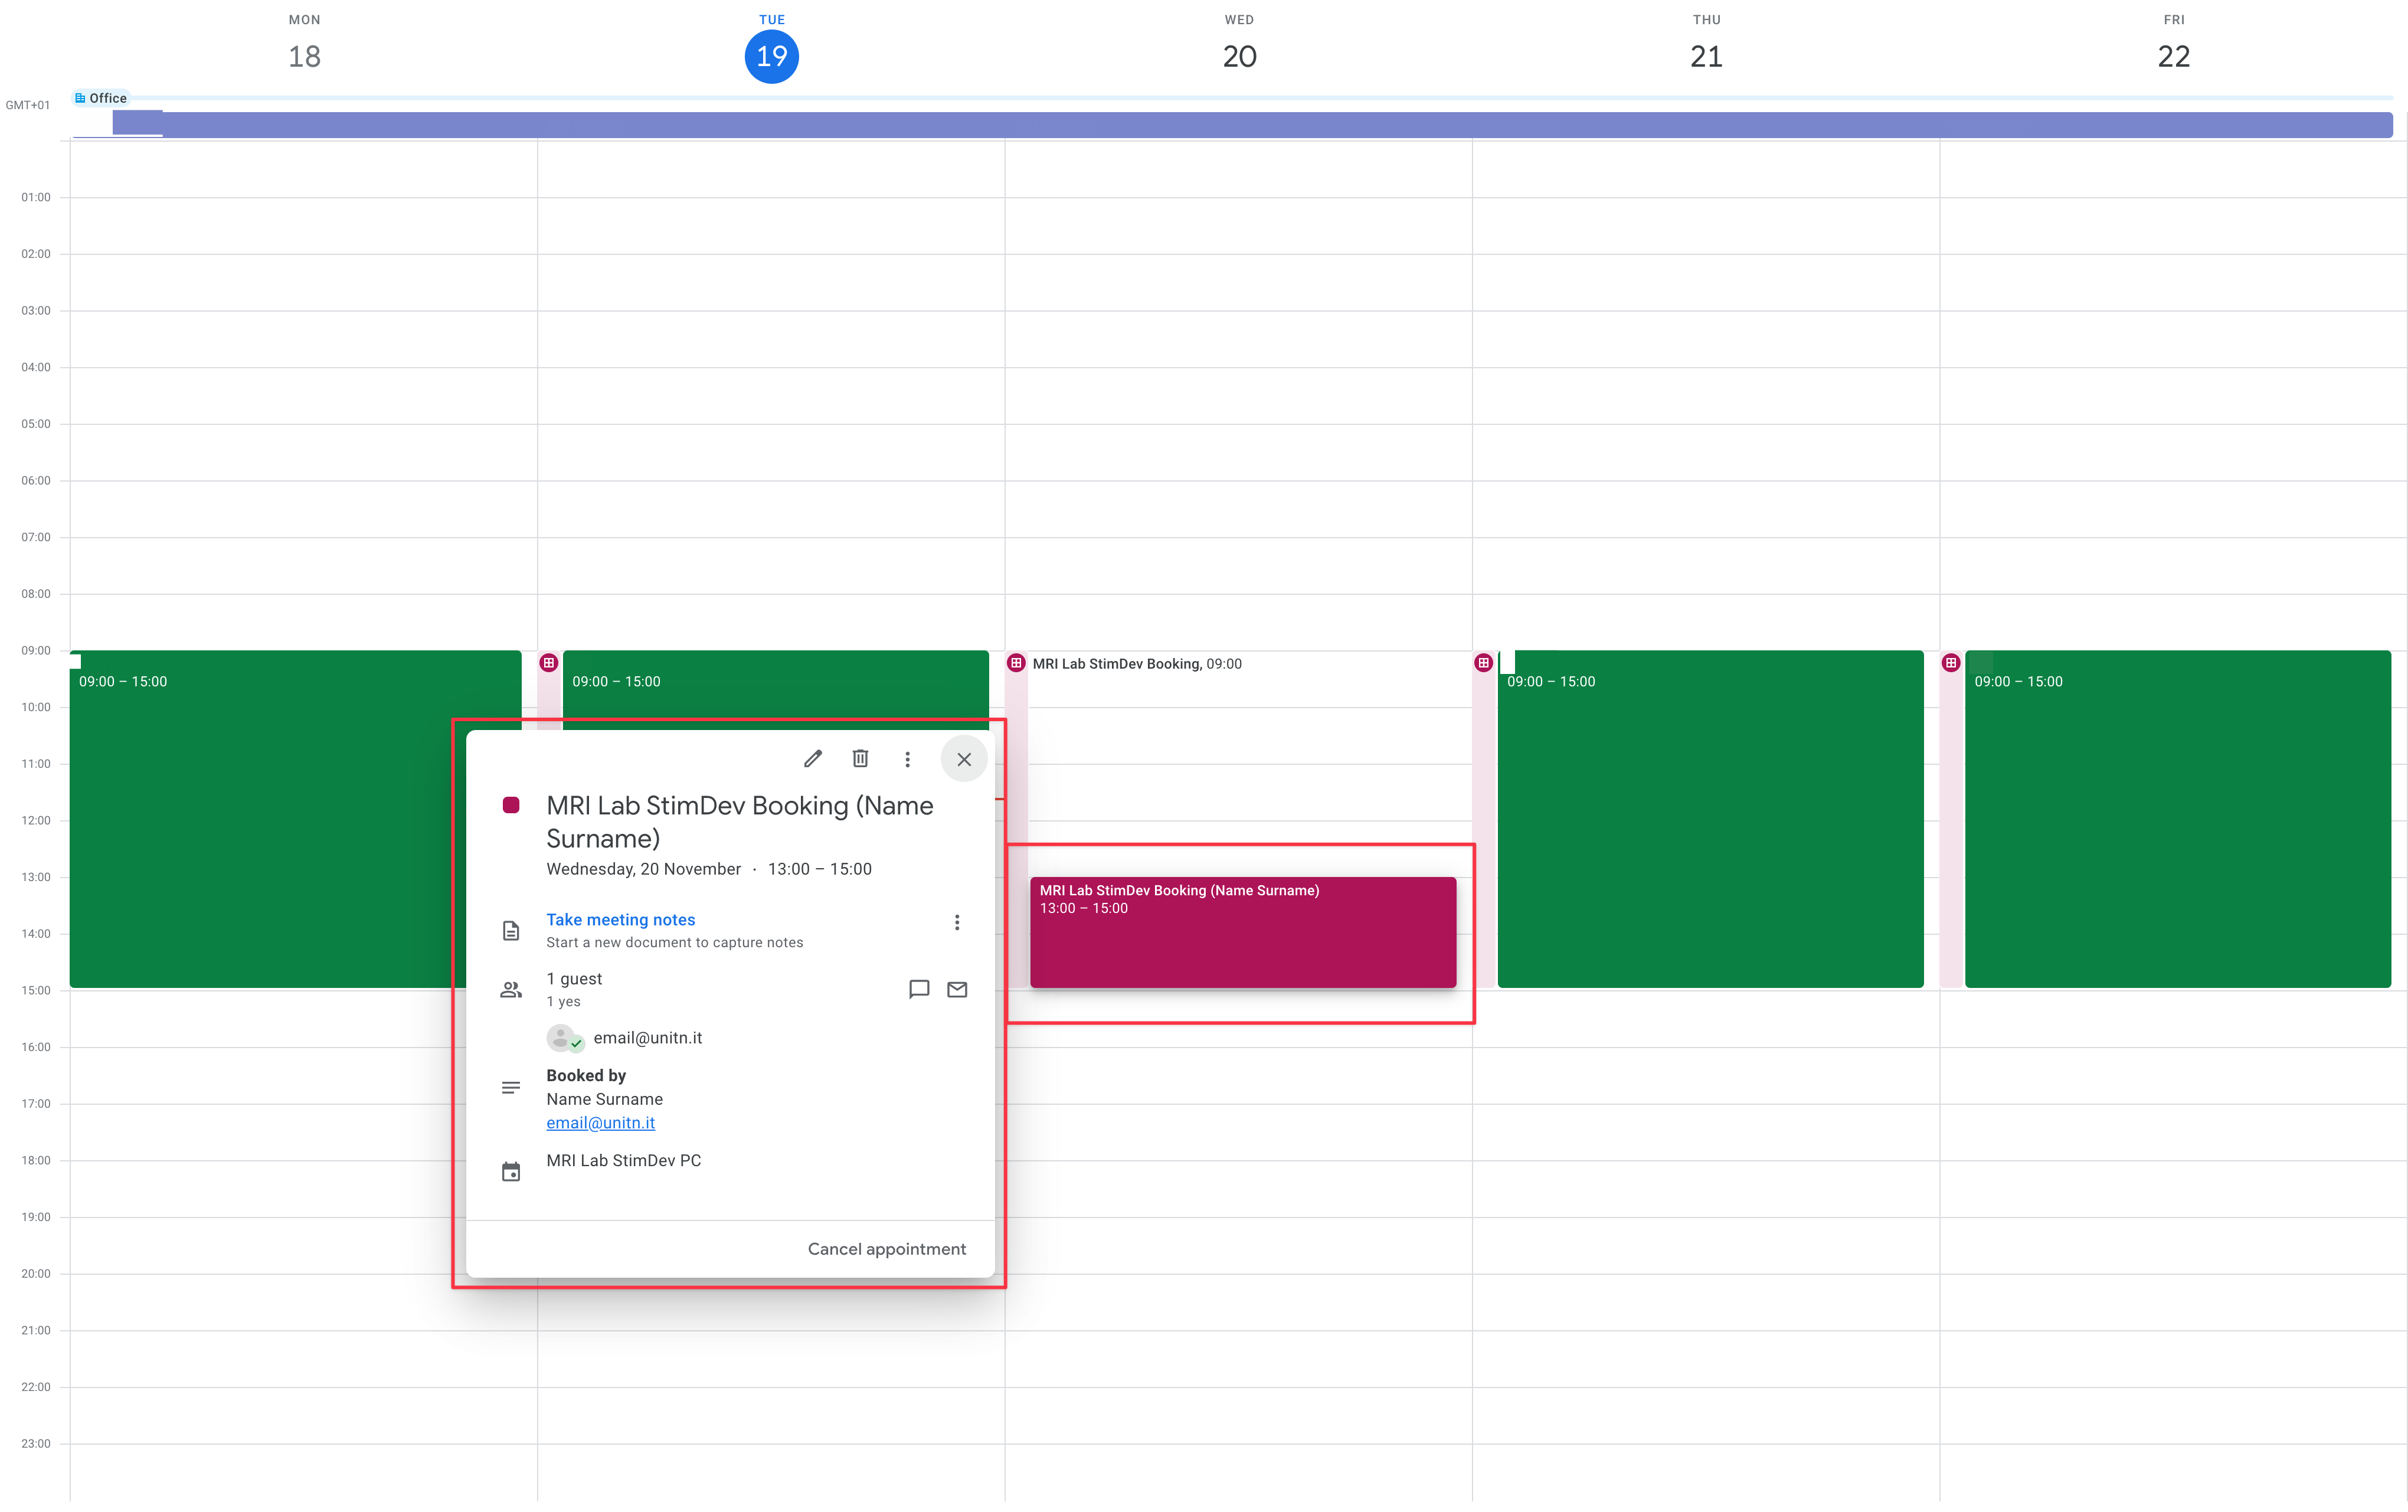 MON
18
TUE
19
WED
20
THU
21
FRI
22
GMT+01
Office
01:00
02:00
03:00
04:00
05:00
06:00
07:00
08:00
09:00
10:00
11:00
12:00
13:00
14:00
15:00
16:00
17:00
18:00
19:00
20:00
21:00
22:00
23:00
09:00 – 15:00
09:00 – 15:00
MRI Lab StimDev Booking, 09:00
09:00 – 15:00
09:00 – 15:00
MRI Lab StimDev Booking (Name
Surname)
Wednesday, 20 November · 13:00 – 15:00
Take meeting notes
Start a new document to capture notes
1 guest
1 yes
email@unitn.it
Booked by
Name Surname
email@unitn.it
MRI Lab StimDev PC
Cancel appointment
MRI Lab StimDev Booking (Name Surname)
13:00 – 15:00